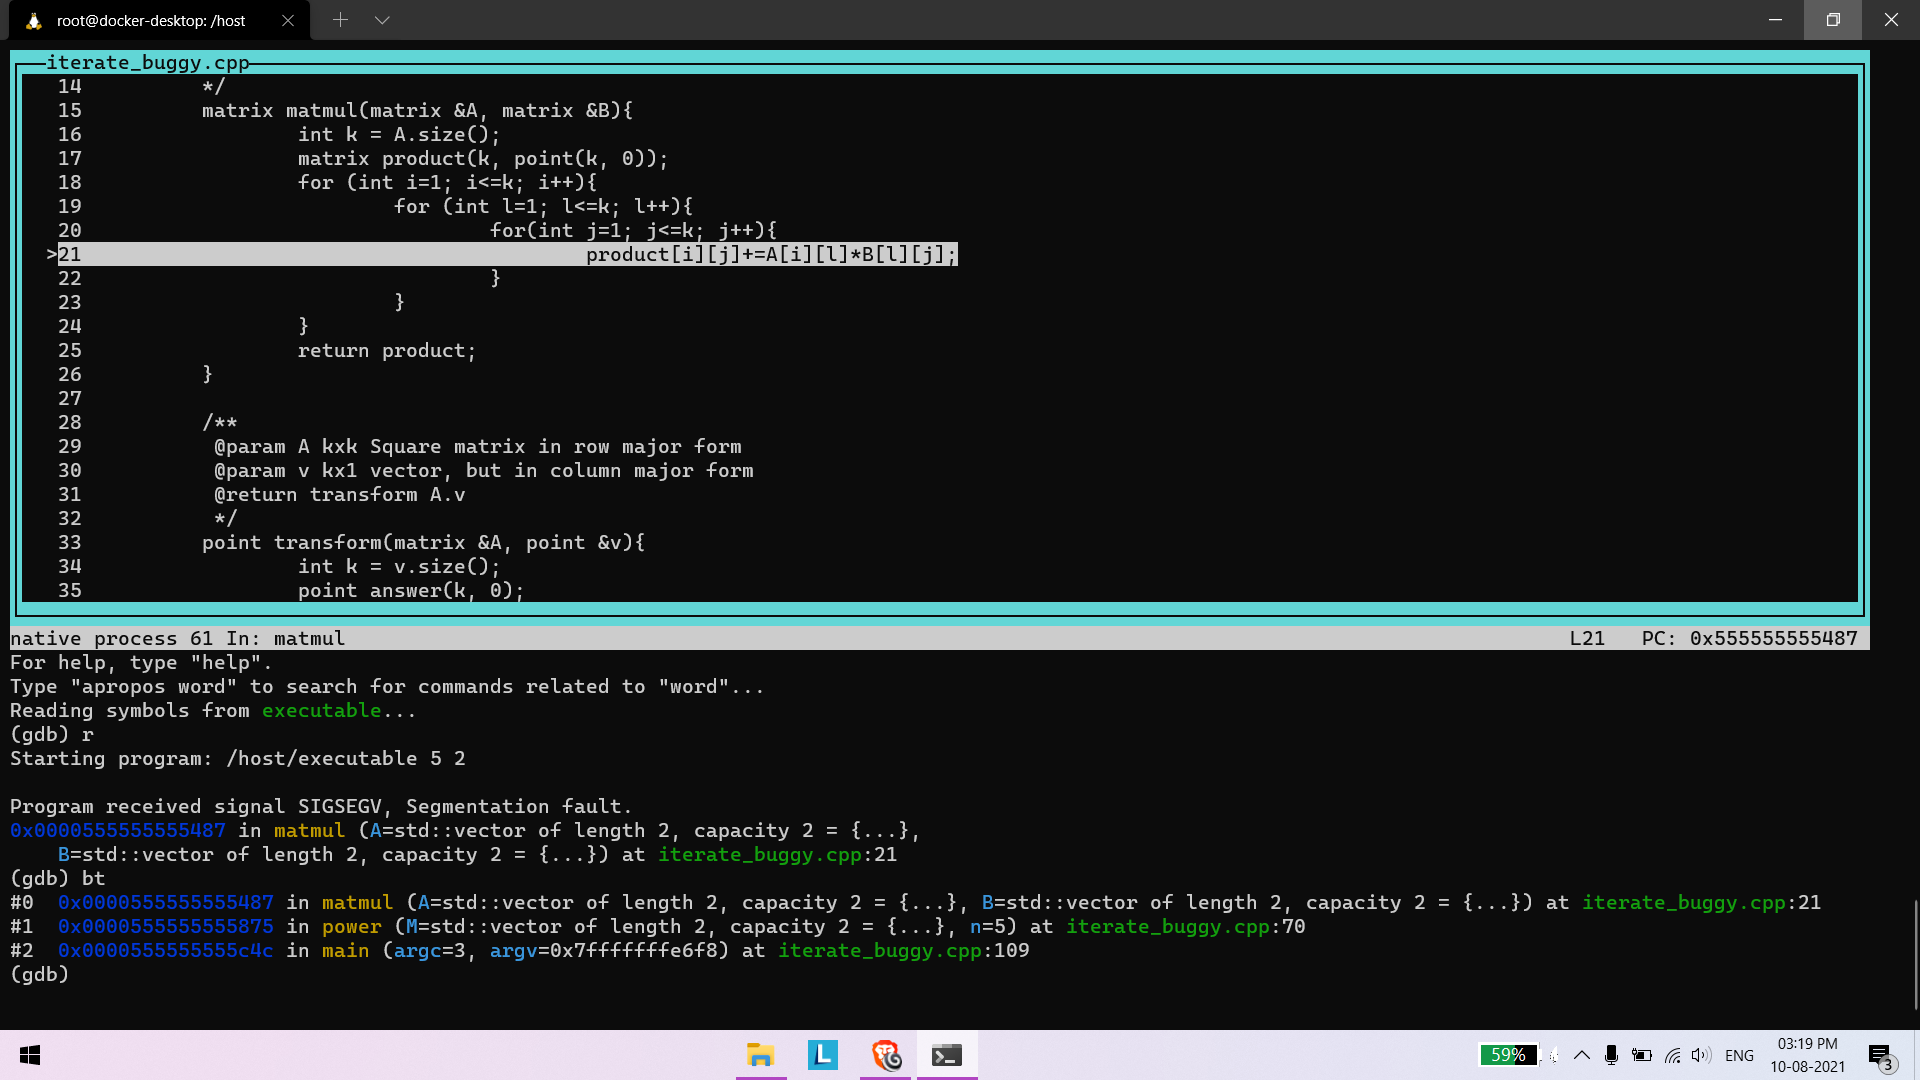 root@docker-desktop: /host
iterate_buggy.cpp
14 */
15 matrix matmul(matrix &A, matrix &B){
16 int k = A.size();
17 matrix product(k, point(k, 0));
18 for (int i=1; i<=k; i++){
19 for (int l=1; l<=k; l++){
20 for(int j=1; j<=k; j++){
>21 product[i][j]+=A[i][l]*B[l][j];
22 }
23 }
24 }
25 return product;
26 }
27
28 /**
29 @param A kxk Square matrix in row major form
30 @param v kx1 vector, but in column major form
31 @return transform A.v
32 */
33 point transform(matrix &A, point &v){
34 int k = v.size();
35 point answer(k, 0);
native process 61 In: matmul L21 PC: 0x555555555487
For help, type "help".
Type "apropos word" to search for commands related to "word"...
Reading symbols from executable...
(gdb) r
Starting program: /host/executable 5 2
Program received signal SIGSEGV, Segmentation fault.
0x0000555555555487 in matmul (A=std::vector of length 2, capacity 2 = {...},
B=std::vector of length 2, capacity 2 = {...}) at iterate_buggy.cpp:21
(gdb) bt
#0 0x0000555555555487 in matmul (A=std::vector of length 2, capacity 2 = {...}, B=std::vector of length 2, capacity 2 = {...}) at iterate_buggy.cpp:21
#1 0x0000555555555875 in power (M=std::vector of length 2, capacity 2 = {...}, n=5) at iterate_buggy.cpp:70
#2 0x0000555555555c4c in main (argc=3, argv=0x7fffffffe6f8) at iterate_buggy.cpp:109
(gdb)
L
59%
ENG
03:19 PM
10-08-2021
3